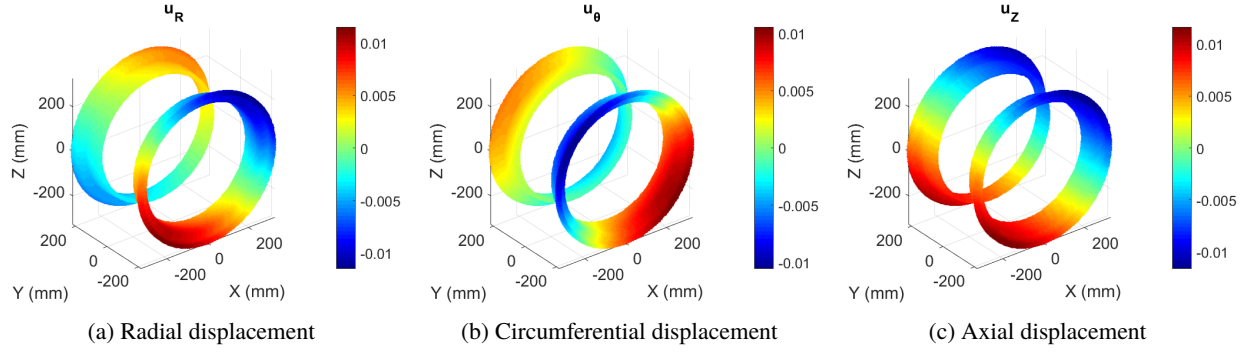 u_R
0.01
0.005
0
-0.005
-0.01
200
0
-200
Z (mm)
200
0
-200
Y (mm)
-200
0
200
X (mm)
(a) Radial displacement
u_θ
0.01
0.005
0
-0.005
-0.01
200
0
-200
Z (mm)
200
0
-200
Y (mm)
-200
0
200
X (mm)
(b) Circumferential displacement
u_Z
0.01
0.005
0
-0.005
-0.01
200
0
-200
Z (mm)
200
0
-200
Y (mm)
-200
0
200
X (mm)
(c) Axial displacement